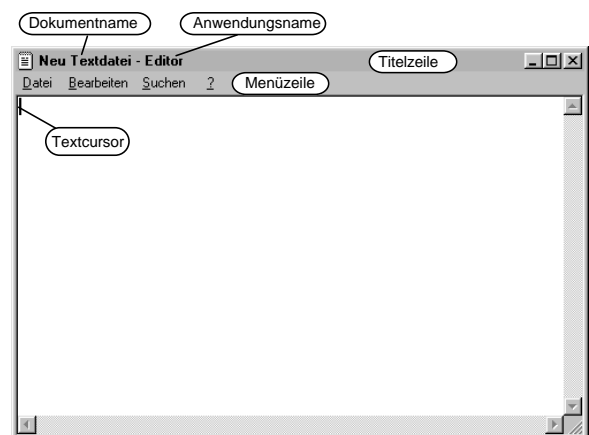 Dokumentname Anwendungsname
Neu Textdatei - Editor Titelzeile
Datei Bearbeiten Suchen ? Menüzeile
Textcursor